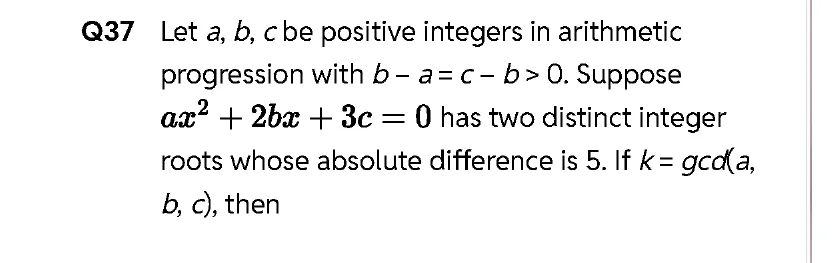 Q37 Let a, b, c be positive integers in arithmetic
progression with b – a = c – b > 0. Suppose
ax² + 2bx + 3c = 0 has two distinct integer
roots whose absolute difference is 5. If k = gcd(a,
b, c), then